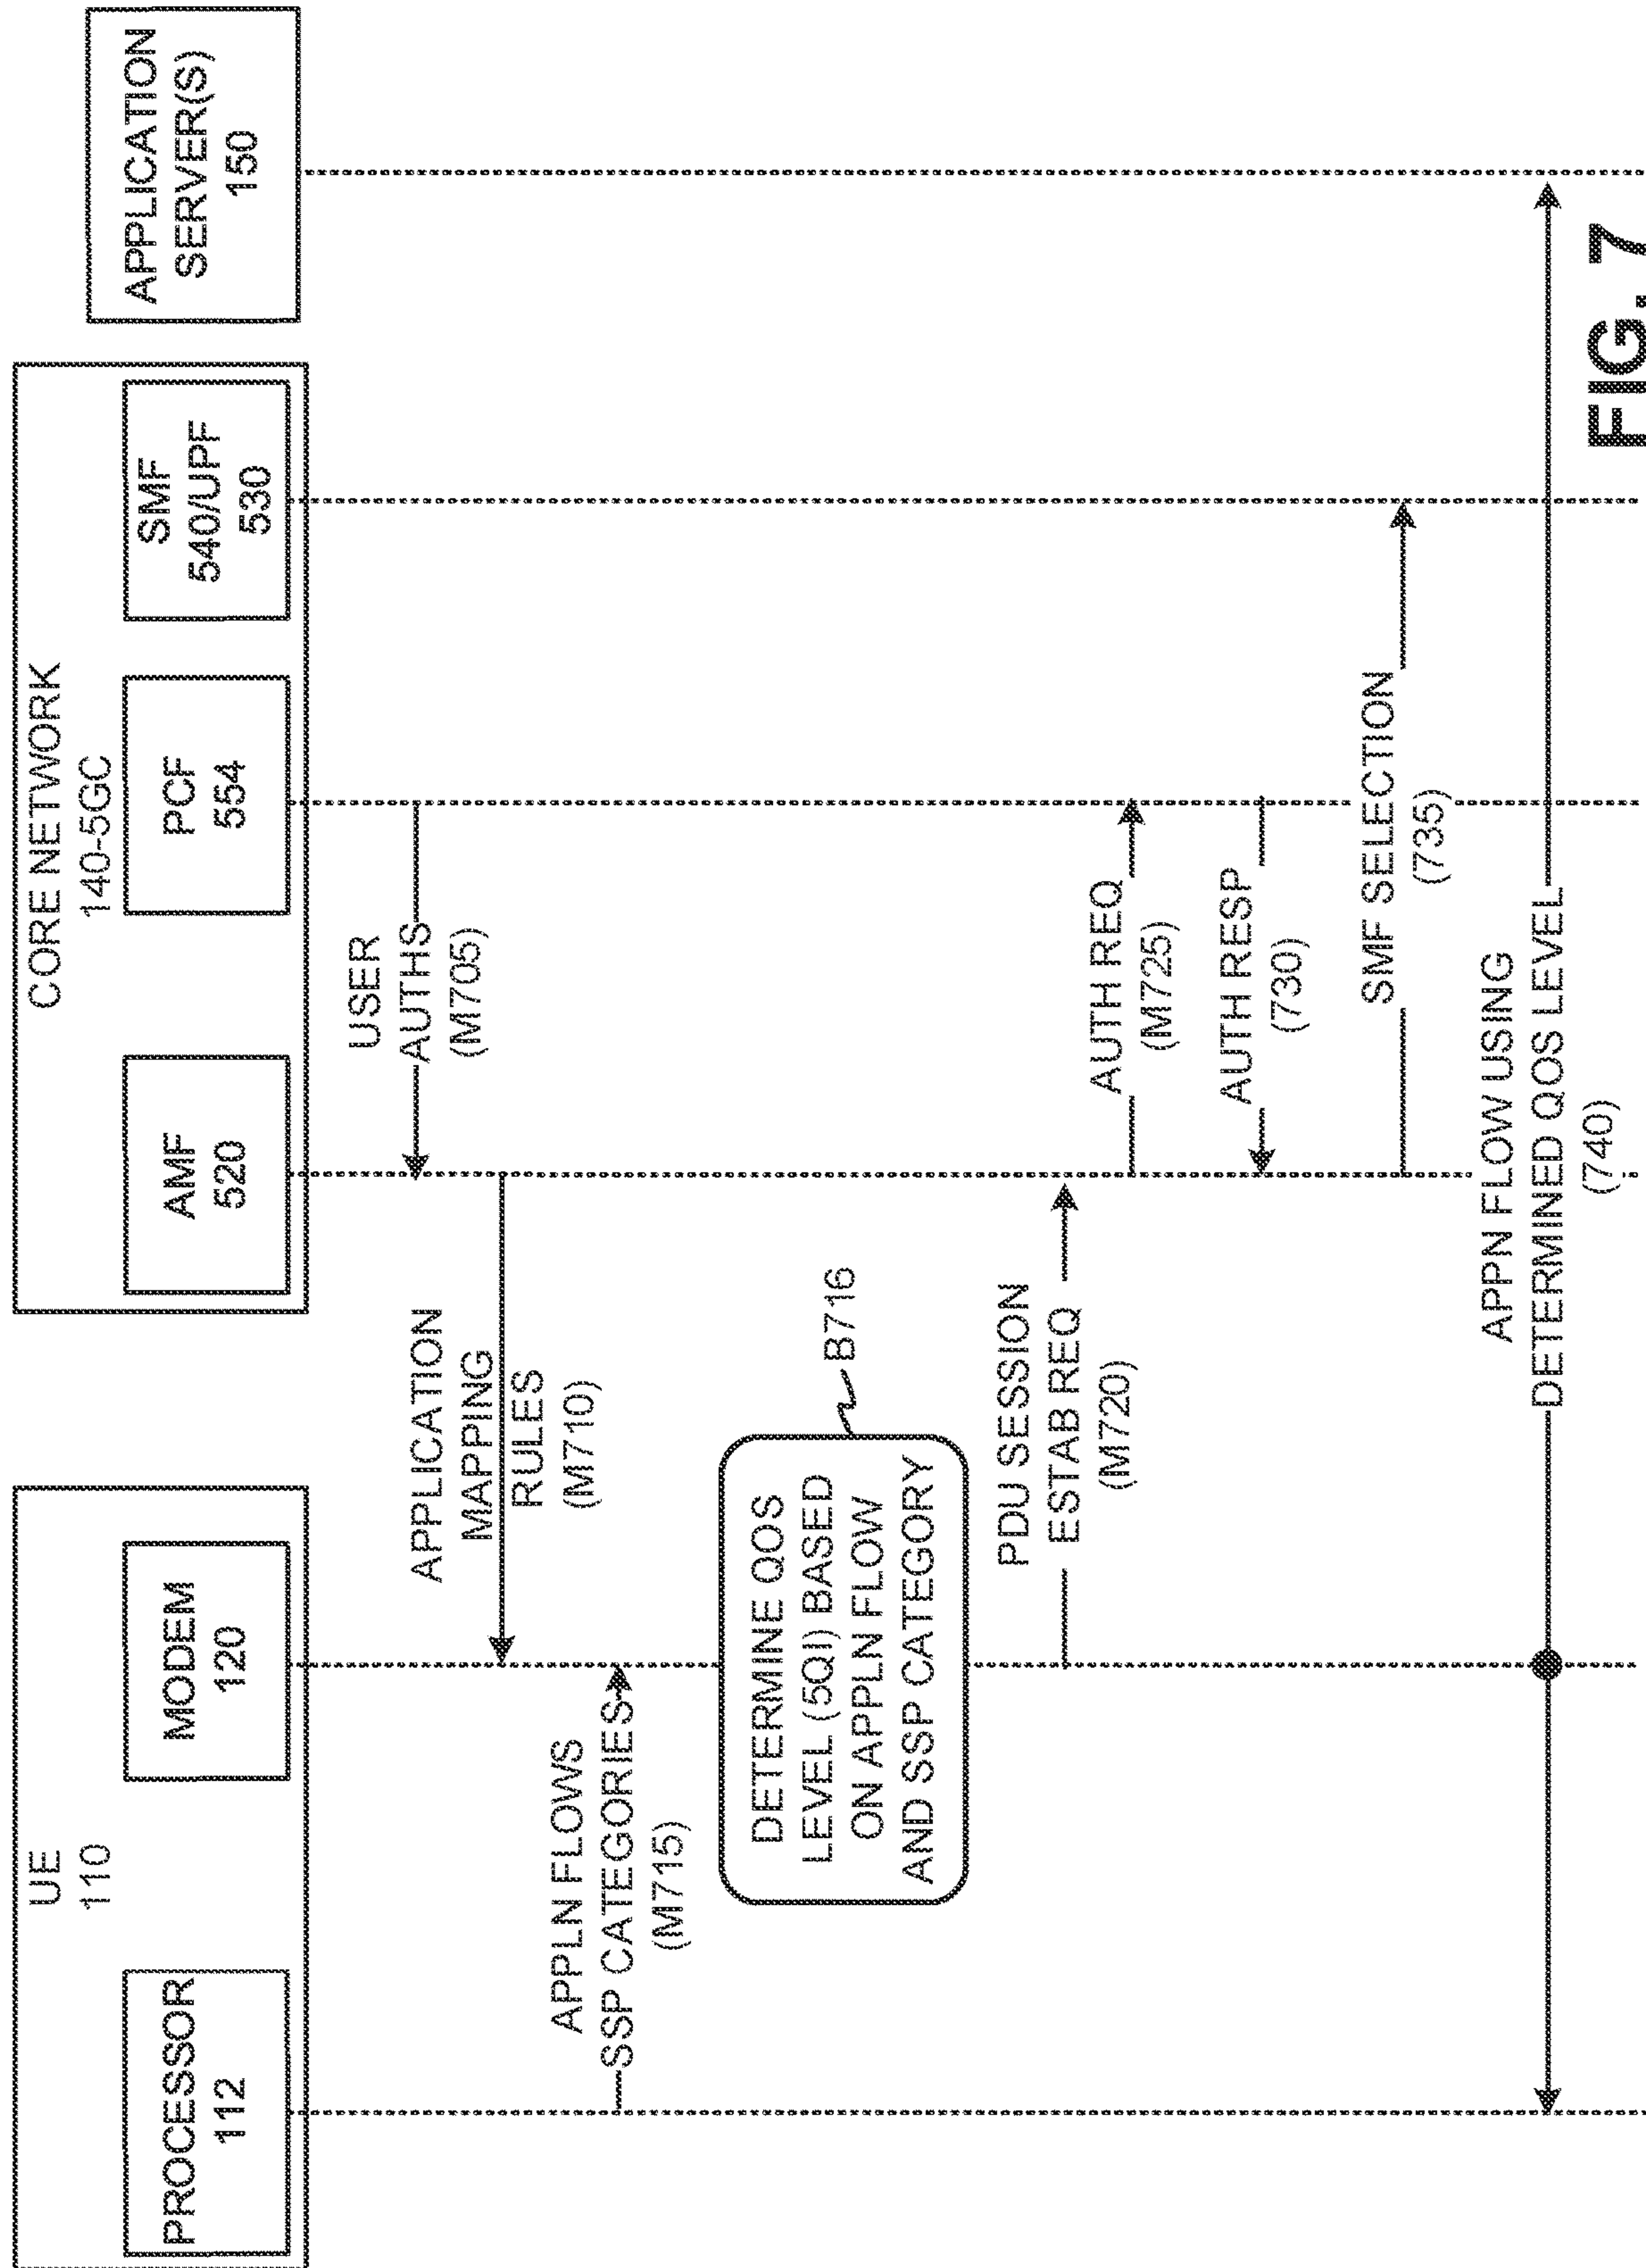 UE
110
PROCESSOR
112
MODEM
120
CORE NETWORK
140-5GC
AMF
520
PCF
554
SMF
540/UPF
530
APPLICATION
SERVER(S)
150
USER
AUTHS
(M705)
APPLICATION
MAPPING
RULES
(M710)
APPLN FLOWS
SSP CATEGORIES
(M715)
DETERMINE QOS
LEVEL (5QI) BASED
ON APPLN FLOW
AND SSP CATEGORY
B716
PDU SESSION
ESTAB REQ
(M720)
AUTH REQ
(M725)
AUTH RESP
(730)
SMF SELECTION
(735)
APPN FLOW USING
DETERMINED QOS LEVEL
(740)
FIG. 7